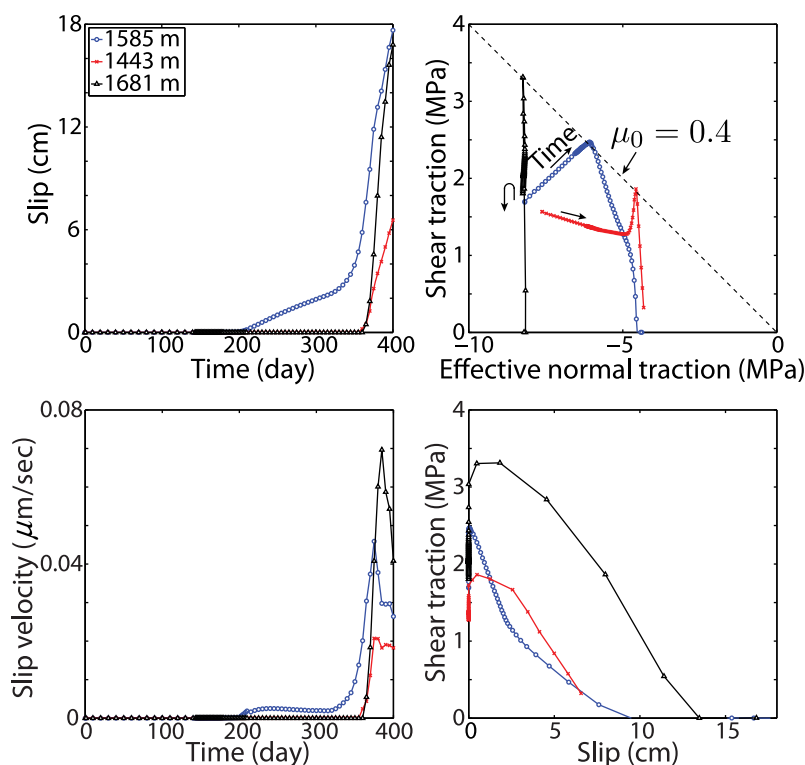 18
12
6
0
Slip (cm)
1585 m
1443 m
1681 m
0 100 200 300 400
Time (day)
4
3
2
1
0
Shear traction (MPa)
Time
μ0 = 0.4
-10 -5 0
Effective normal traction (MPa)
0.08
0.04
0
Slip velocity (μm/sec)
0 100 200 300 400
Time (day)
4
3
2
1
0
Shear traction (MPa)
0 5 10 15
Slip (cm)